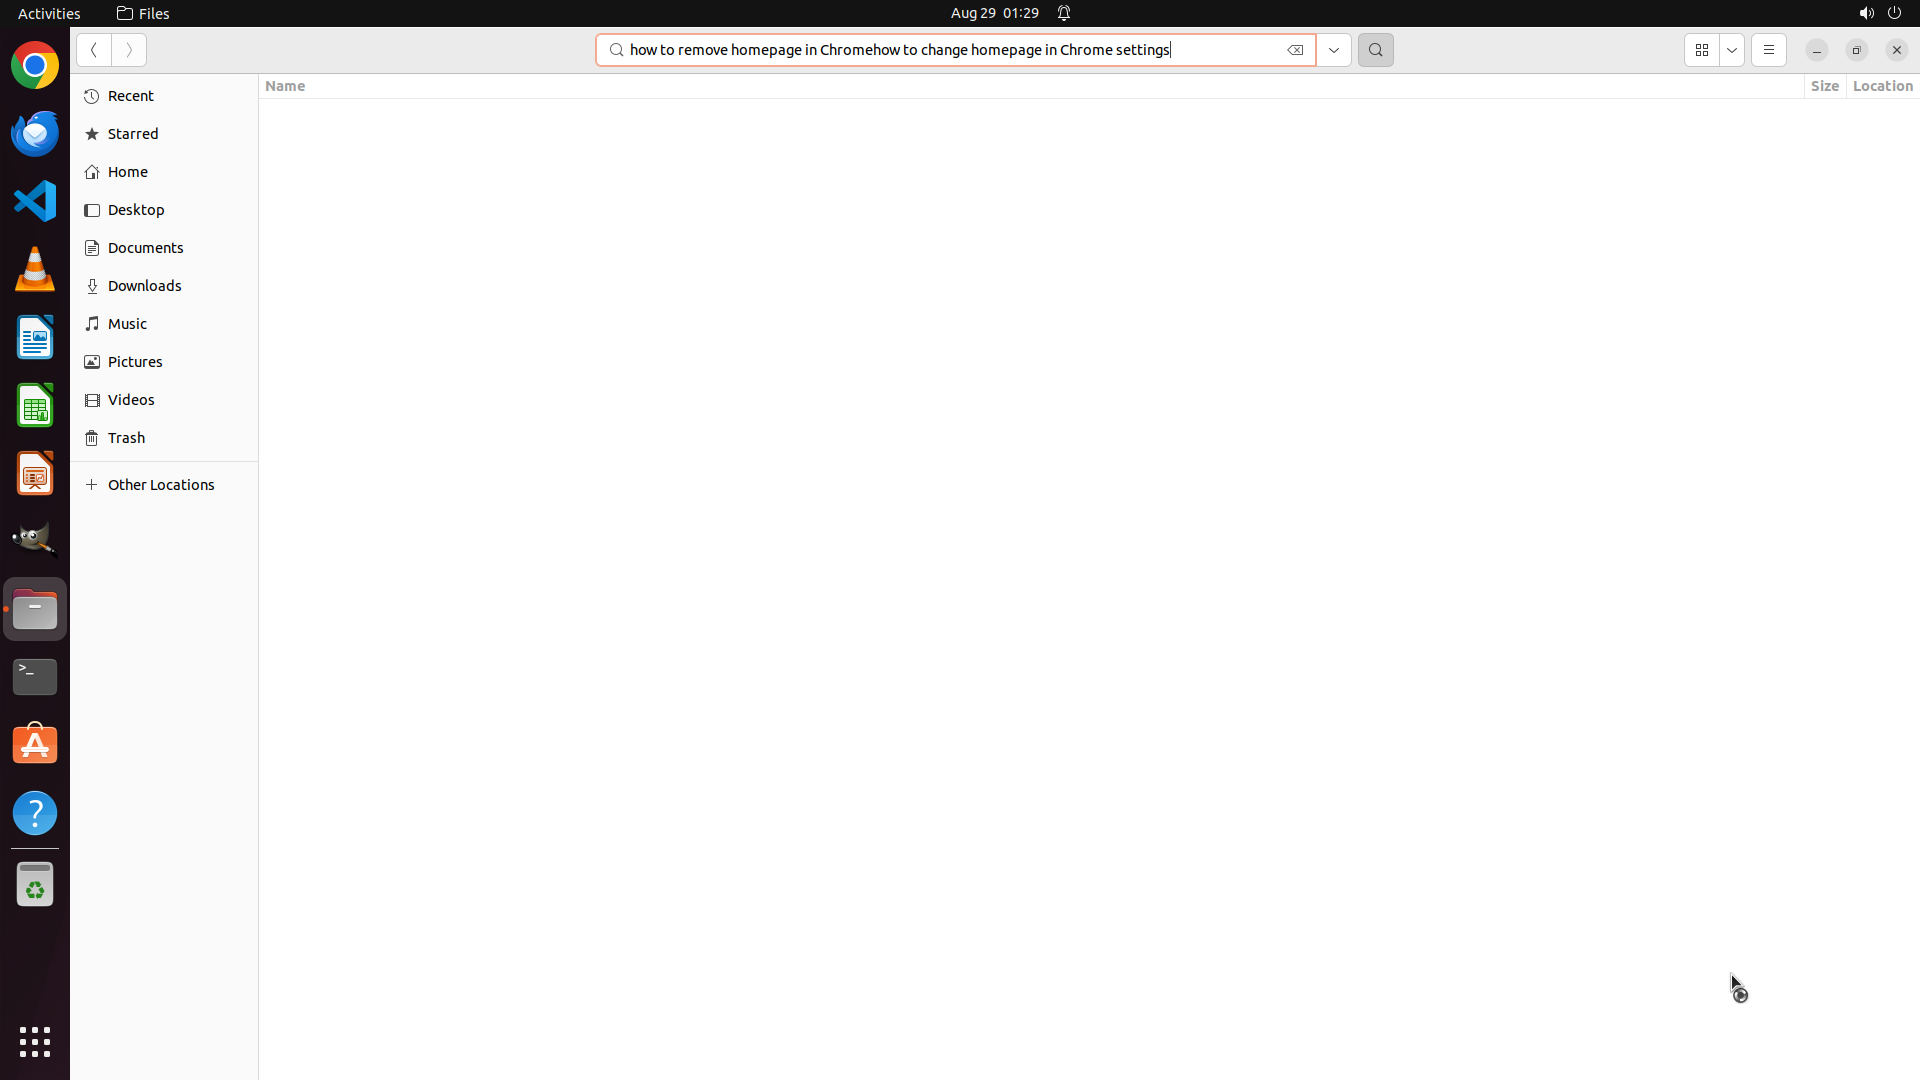 Activities
Files
Aug 29 01:29
how to remove homepage in Chromehow to change homepage in Chrome settings
Name
Size
Location
Recent
Starred
Home
Desktop
Documents
Downloads
Music
Pictures
Videos
Trash
Other Locations